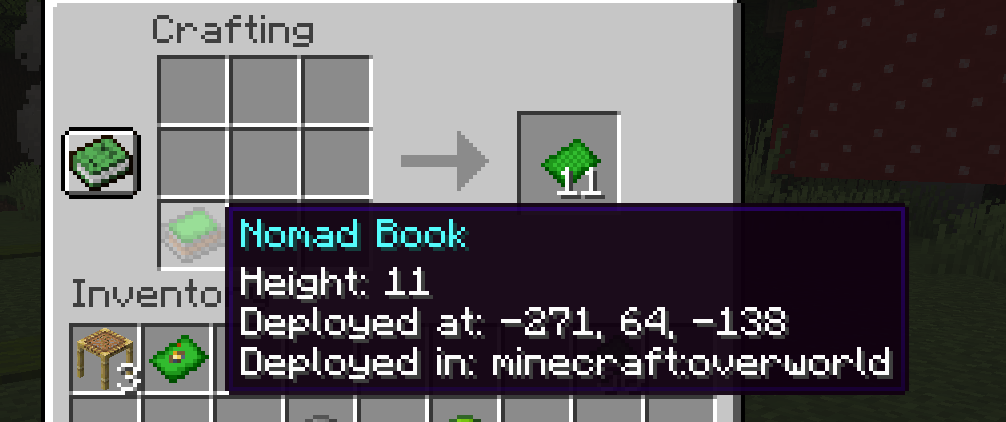 Crafting
11
Nomad Book
Height: 11
Deployed at: -271, 64, -138
Deployed in: minecraft:overworld
Invento
3